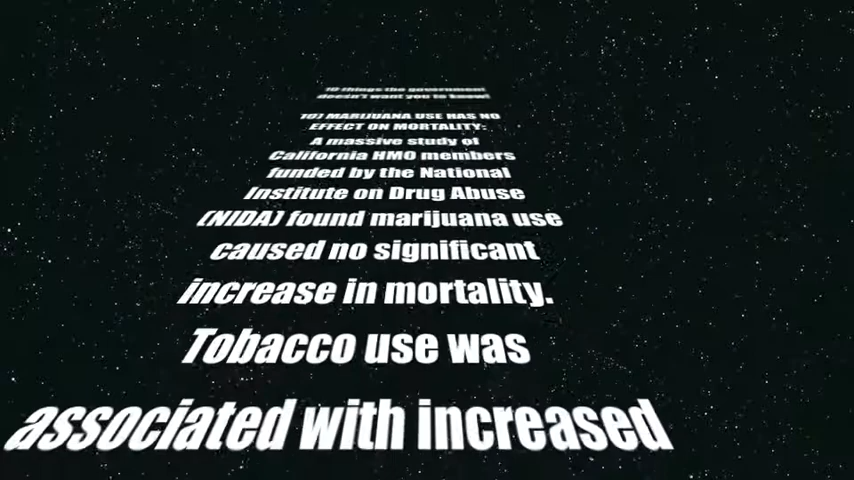 10 things the government
doesn't want you to know!
10) MARIJUANA USE HAS NO
EFFECT ON MORTALITY:
A massive study of
California HMO members
funded by the National
Institute on Drug Abuse
(NIDA) found marijuana use
caused no significant
increase in mortality.
Tobacco use was
associated with increased